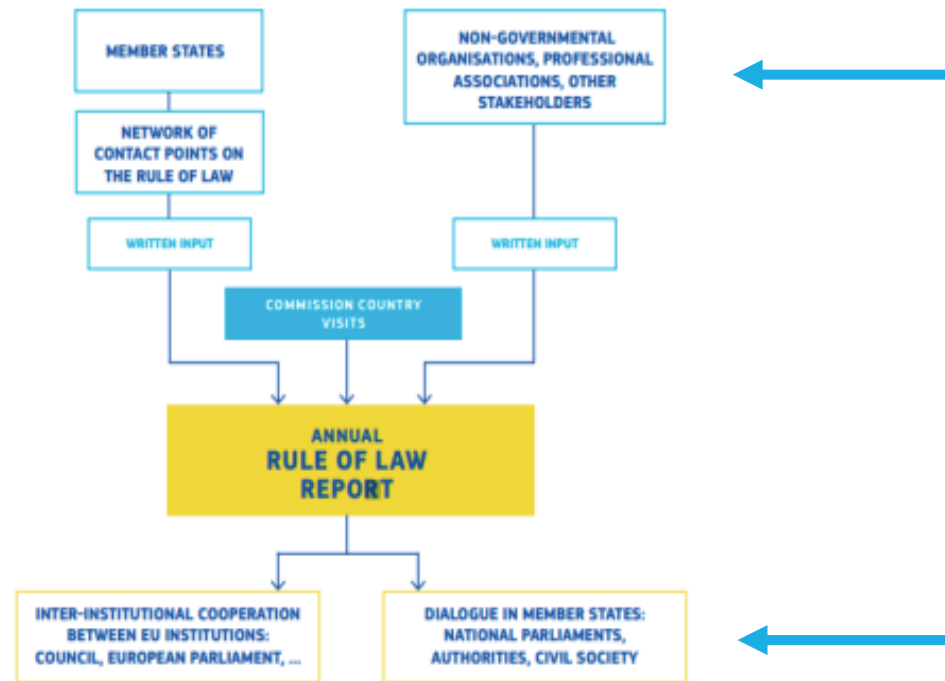 MEMBER STATES
NETWORK OF
CONTACT POINTS ON
THE RULE OF LAW
WRITTEN INPUT
NON-GOVERNMENTAL
ORGANISATIONS, PROFESSIONAL
ASSOCIATIONS, OTHER
STAKEHOLDERS
WRITTEN INPUT
COMMISSION COUNTRY
VISITS
ANNUAL
RULE OF LAW
REPORT
INTER-INSTITUTIONAL COOPERATION
BETWEEN EU INSTITUTIONS:
COUNCIL, EUROPEAN PARLIAMENT, ...
DIALOGUE IN MEMBER STATES:
NATIONAL PARLIAMENTS,
AUTHORITIES, CIVIL SOCIETY